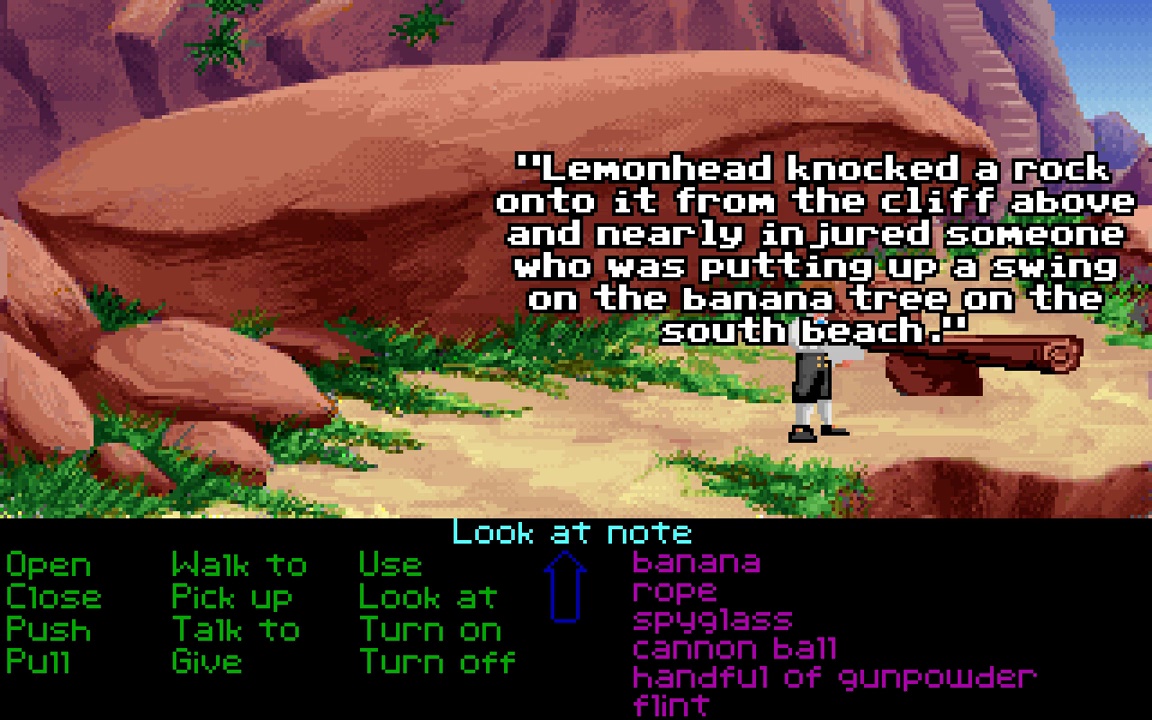 "Lemonhead knocked a rock
onto it from the cliff above
and nearly injured someone
who was putting up a swing
on the banana tree on the
south beach."
Look at note
Open Walk to Use
Close Pick up Look at
Push Talk to Turn on
Pull Give Turn off
banana
rope
spyglass
cannon ball
handful of gunpowder
flint